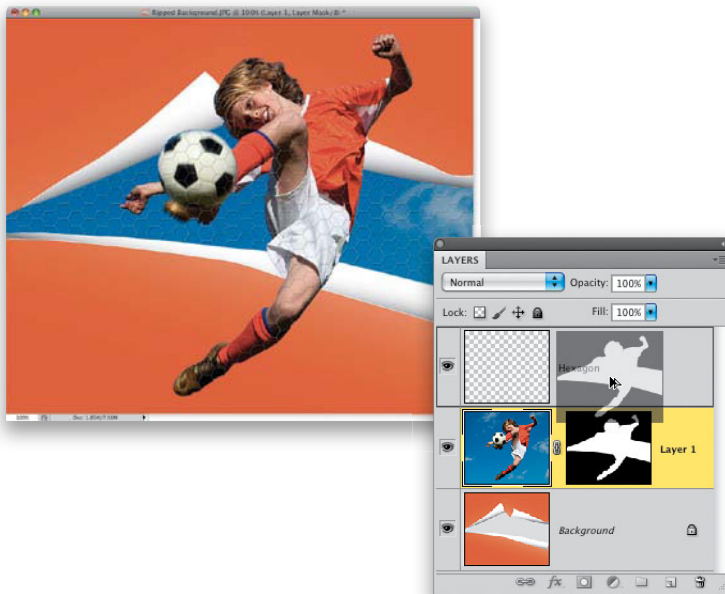 Ripped Background.JPG @ 100% (Layer 1, Layer Mask/8) *
100%
LAYERS
Normal
Opacity: 100%
Lock:
Fill: 100%
Hexagon
Layer 1
Background
fx